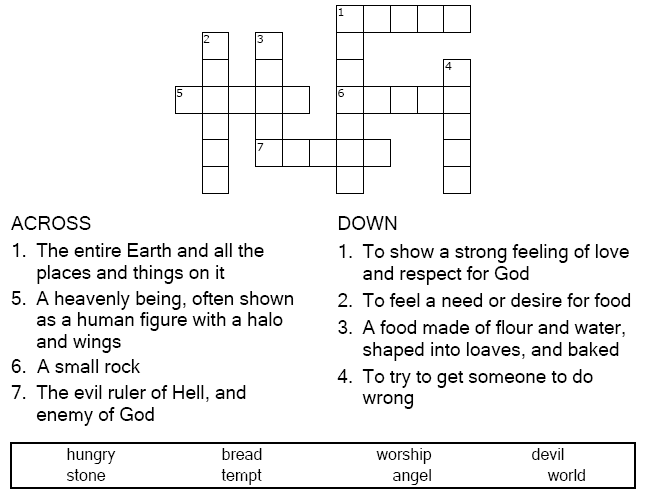 1
2
3
4
5
6
7
ACROSS
1. The entire Earth and all the
places and things on it
5. A heavenly being, often shown
as a human figure with a halo
and wings
6. A small rock
7. The evil ruler of Hell, and
enemy of God
DOWN
1. To show a strong feeling of love
and respect for God
2. To feel a need or desire for food
3. A food made of flour and water,
shaped into loaves, and baked
4. To try to get someone to do
wrong
hungry bread worship devil
stone tempt angel world